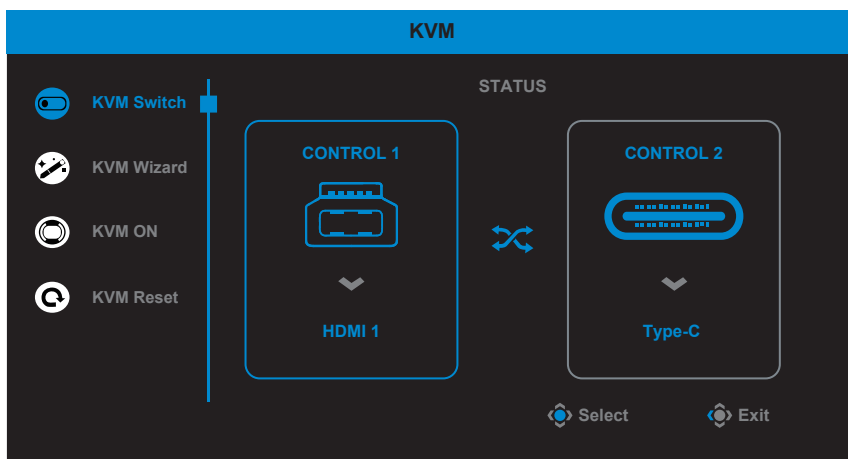 KVM
STATUS
KVM Switch
KVM Wizard
KVM ON
KVM Reset
CONTROL 1
HDMI 1
CONTROL 2
Type-C
Select
Exit